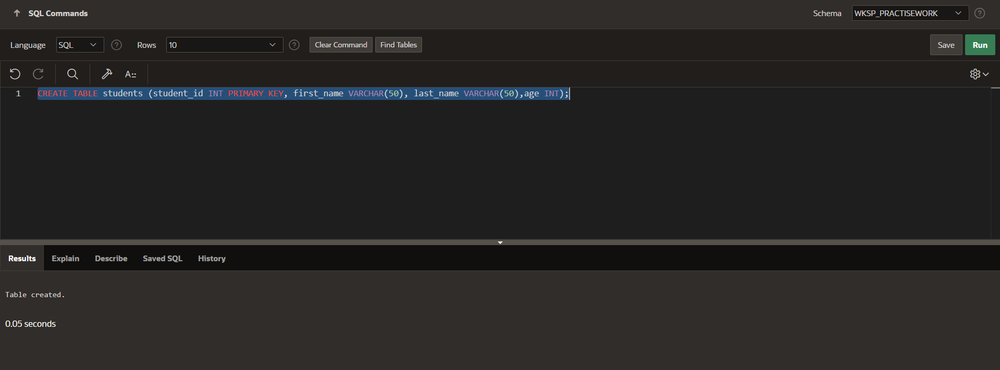 SQL Commands
Schema WKSP_PRACTISEWORK ?
Language SQL ? Rows 10 ? Clear Command Find Tables Save Run
A::
1 CREATE TABLE students (student_id INT PRIMARY KEY, first_name VARCHAR(50), last_name VARCHAR(50),age INT);
Results Explain Describe Saved SQL History
Table created.
0.05 seconds